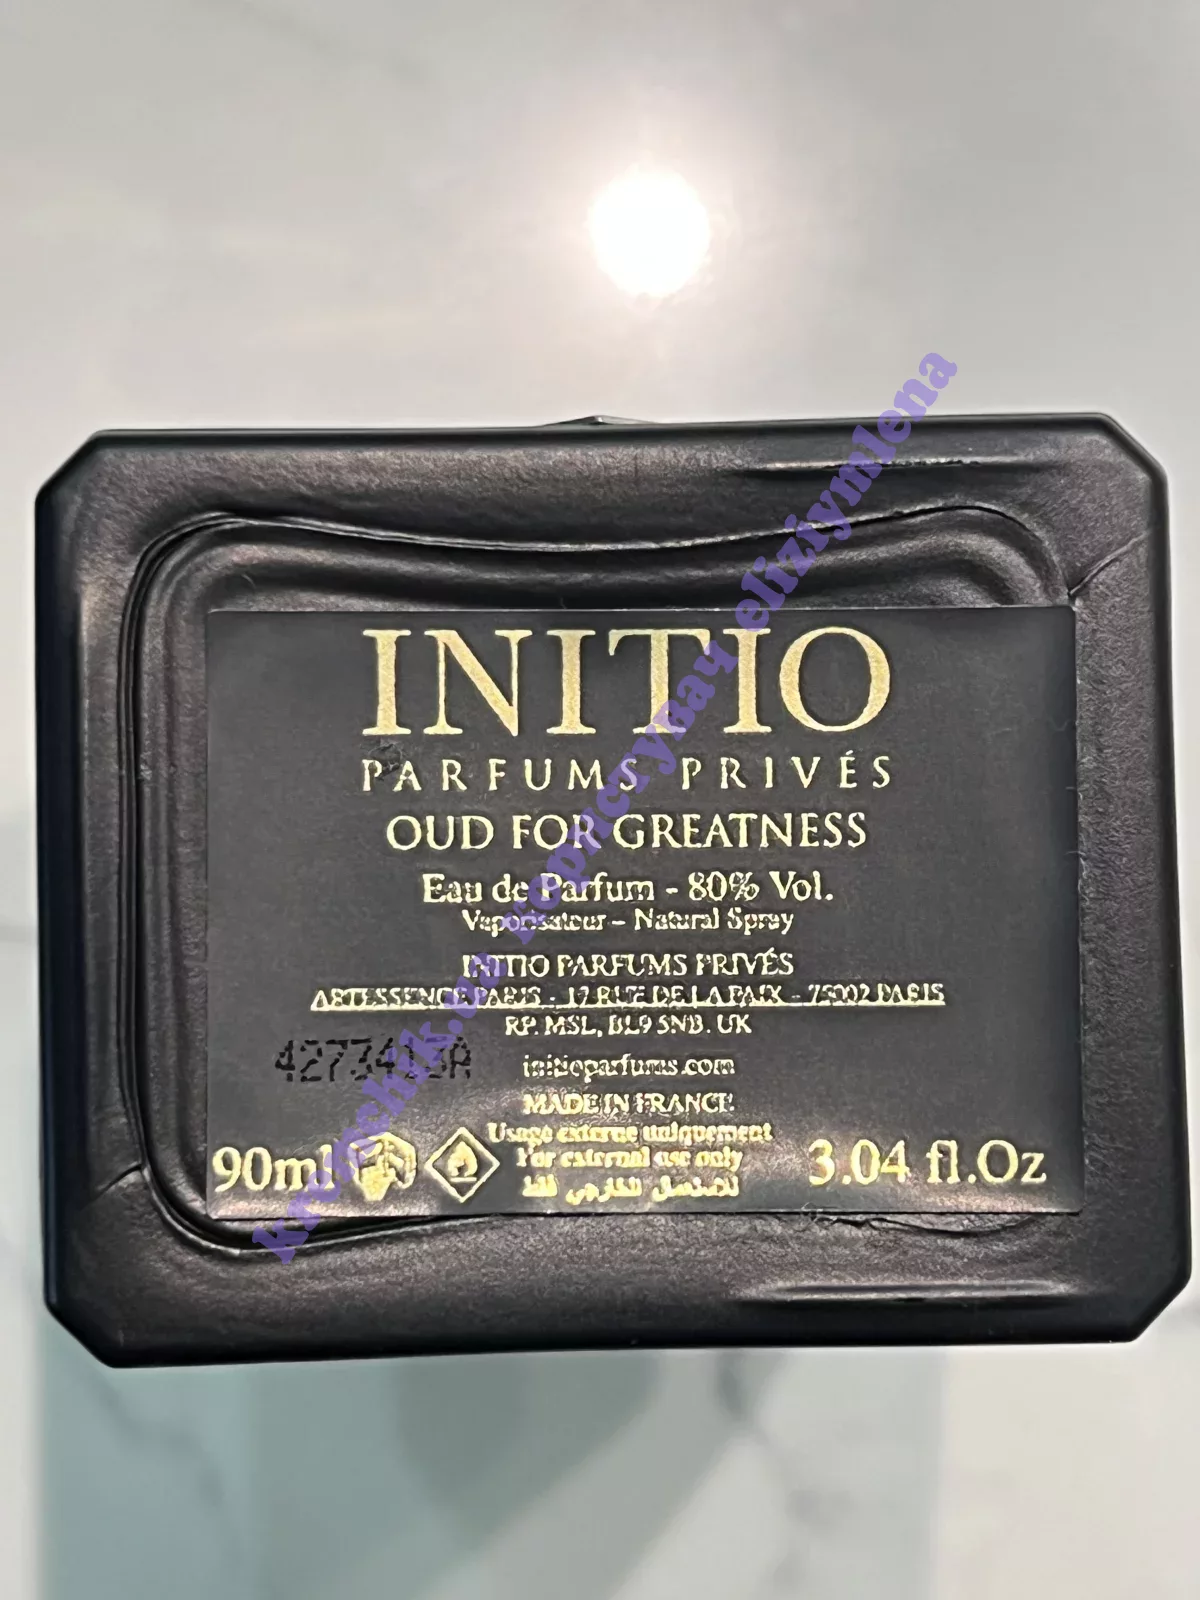 INITIO
PARFUMS PRIVÉS
OUD FOR GREATNESS
Eau de Parfum - 80% Vol.
Vaporisateur – Natural Spray
INITIO PARFUMS PRIVÉS
ARTESSENCE PARIS - 17 RUE DE LA PAIX - 75002 PARIS
RP. MSL, BL9 5NB. UK
4273413A
initioparfums.com
MADE IN FRANCE
Usage externe uniquement
For external use only
للاستعمال الخارجي فقط
90ml
3.04 fl.Oz